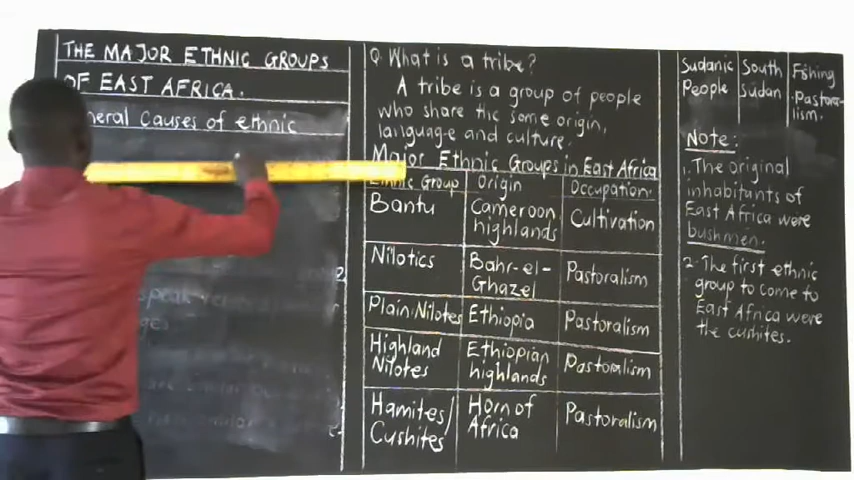 THE MAJOR ETHNIC GROUPS
OF EAST AFRICA.
Causes of ethnic
speak
Q. What is a tribe?
A tribe is a group of people
who share the same origin,
language and culture.
Major Ethnic Groups in East Africa
Ethnic Group Origin Occupation.
Bantu Cameroon highlands Cultivation
Nilotics Bahr-el-Ghazel Pastoralism
Plain Nilotes Ethiopia Pastoralism
Highland Nilotes Ethiopian highlands Pastoralism
Hamites/Cushites Horn of Africa Pastoralism
Sudanic People South sudan Fishing . Pastora-lism.
Note:
1. The original
inhabitants of
East Africa were
bushmen.
2. The first ethnic
group to come to
East Africa were
the cushites.